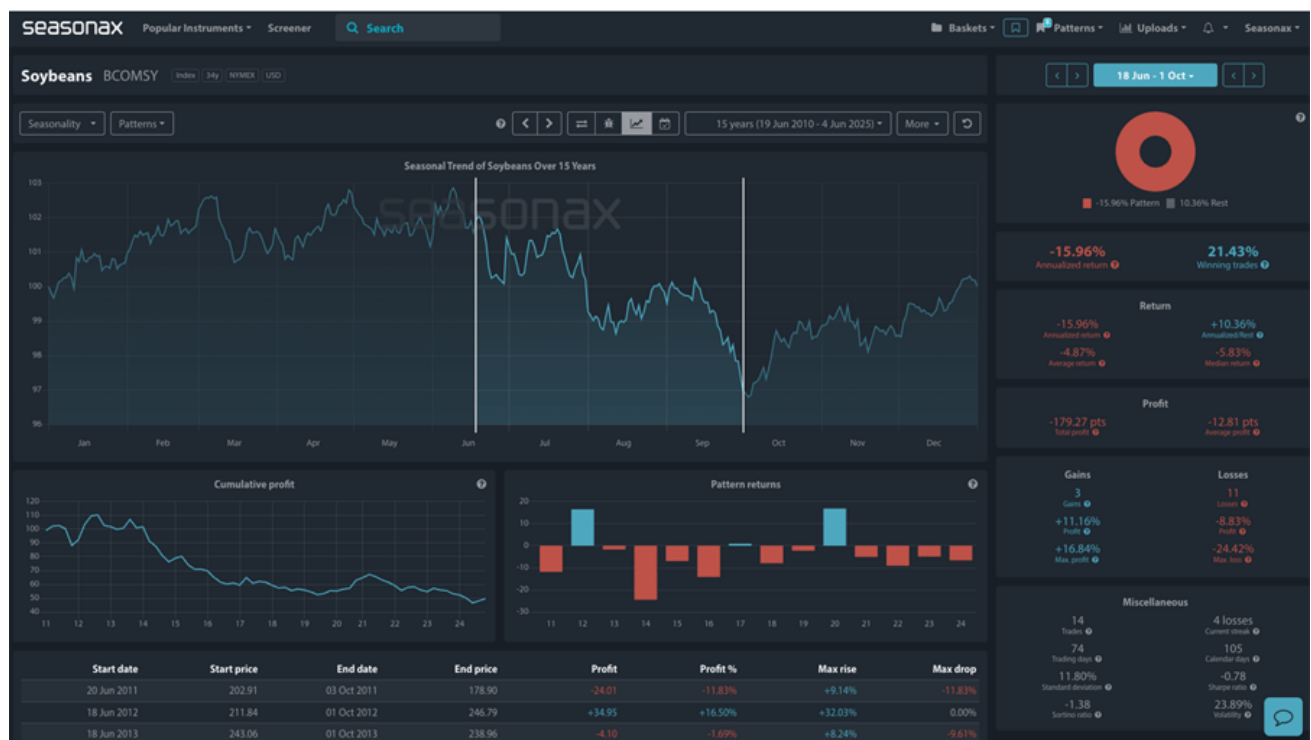 seasonax Popular Instruments Screener Search Baskets Patterns Uploads Seasonax
Soybeans BCOMSY Index 34y NYMEX USD
18 Jun - 1 Oct
Seasonality Patterns 15 years (19 Jun 2010 - 4 Jun 2025) More
Seasonal Trend of Soybeans Over 15 Years
seasonax
103
102
101
100
99
98
97
96
Jan Feb Mar Apr May Jun Jul Aug Sep Oct Nov Dec
-15.96% Pattern 10.36% Rest
-15.96% 21.43%
Annualized return Winning trades
Return
-15.96% +10.36%
Annualized return Annualized/Rest
-4.87% -5.83%
Average return Median return
Profit
-179.27 pts -12.81 pts
Total profit Average profit
Gains Losses
3 11
Gains Losses
+11.16% -8.83%
Profit Profit
+16.84% -24.42%
Max. profit Max. loss
Miscellaneous
14 4 losses
Trades Current streak
74 105
Trading days Calendar days
11.80% -0.78
Standard deviation Sharpe ratio
-1.38 23.89%
Sortino ratio Volatility
Cumulative profit
120
110
100
90
80
70
60
50
40
11 12 13 14 15 16 17 18 19 20 21 22 23 24
Pattern returns
20
10
0
-10
-20
-30
11 12 13 14 15 16 17 18 19 20 21 22 23 24
Start date Start price End date End price Profit Profit % Max rise Max drop
20 Jun 2011 202.91 03 Oct 2011 178.90 -24.01 -11.83% +9.14% -11.83%
18 Jun 2012 211.84 01 Oct 2012 246.79 +34.95 +16.50% +32.03% 0.00%
18 Jun 2013 243.06 01 Oct 2013 238.96 -4.10 -1.69% +8.24% -9.61%